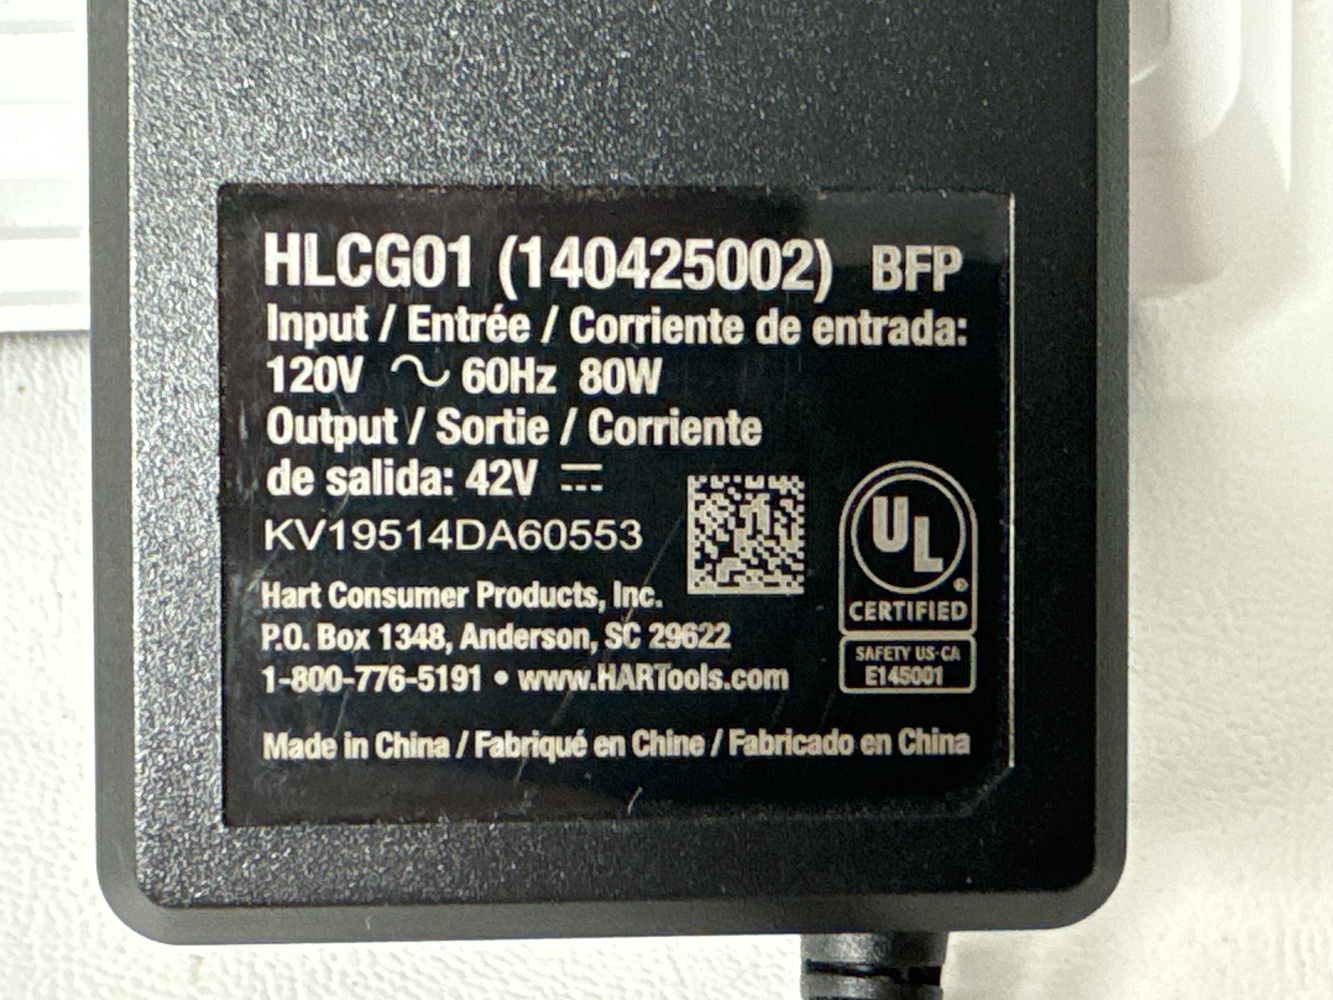 HLCG01 (140425002) BFP
Input / Entrée / Corriente de entrada:
120V ~ 60Hz 80W
Output / Sortie / Corriente
de salida: 42V ⎓
KV19514DA60553
Hart Consumer Products, Inc.
P.O. Box 1348, Anderson, SC 29622
1-800-776-5191 • www.HARTools.com
Made in China / Fabriqué en Chine / Fabricado en China
UL
®
CERTIFIED
SAFETY US-CA
E145001